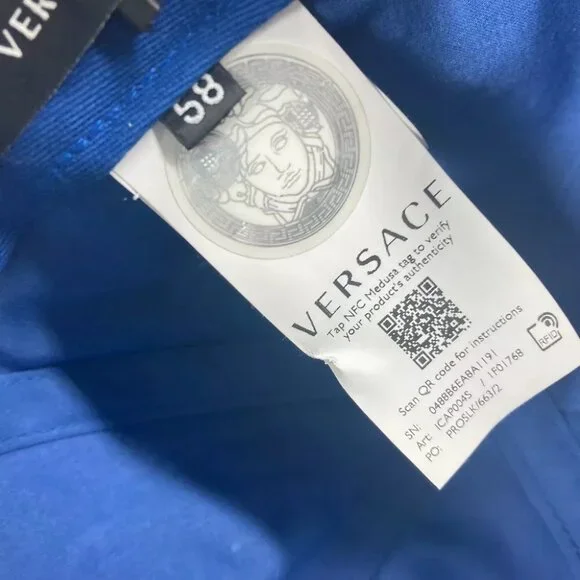 VER
58
VERSACE
Tap NFC Medusa tag to verify
your product's authenticity
Scan QR code for instructions
RFID
SN: 0488B6EA8A1191
Art: ICAP004S / 1F01768
PO: PROSLK/663/2